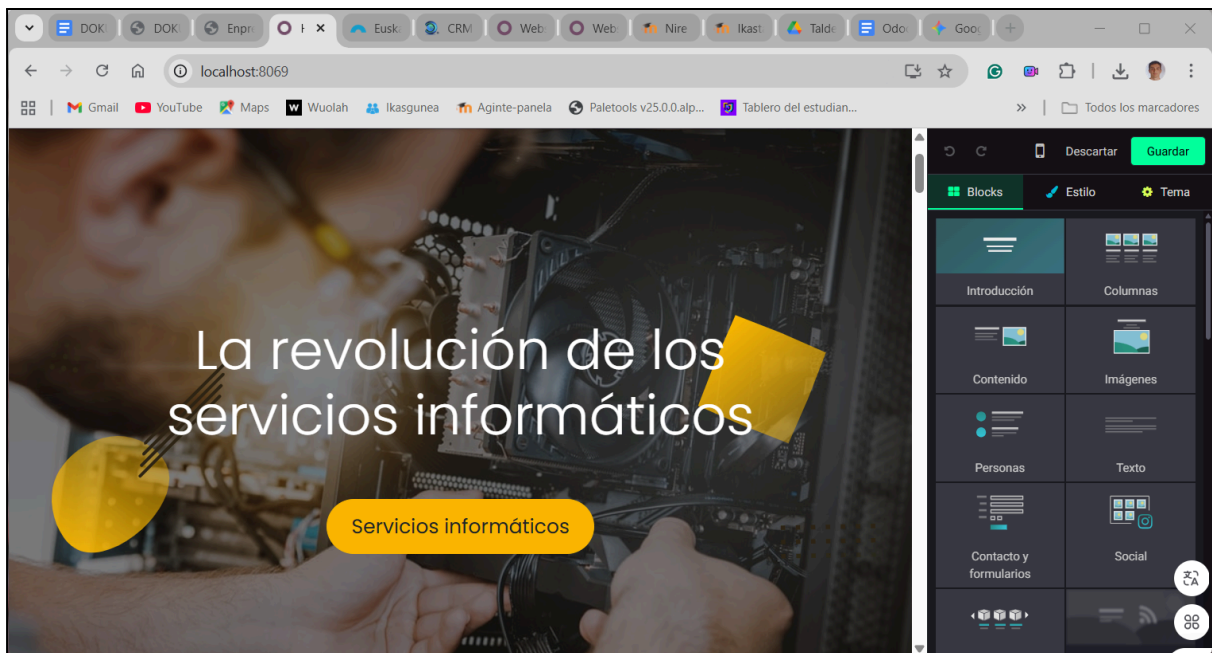 DOK
DOK
Enpre
H
Eusk
CRM
Web
Web
Nire
Ikast
Talde
Odoo
Goog
localhost:8069
Gmail
YouTube
Maps
Wuolah
Ikasgunea
Aginte-panela
Paletools v25.0.0.alp...
Tablero del estudian...
»
Todos los marcadores
Descartar
Guardar
Blocks
Estilo
Tema
La revolución de los
servicios informáticos
Servicios informáticos
Introducción
Columnas
Contenido
Imágenes
Personas
Texto
Contacto y
formularios
Social